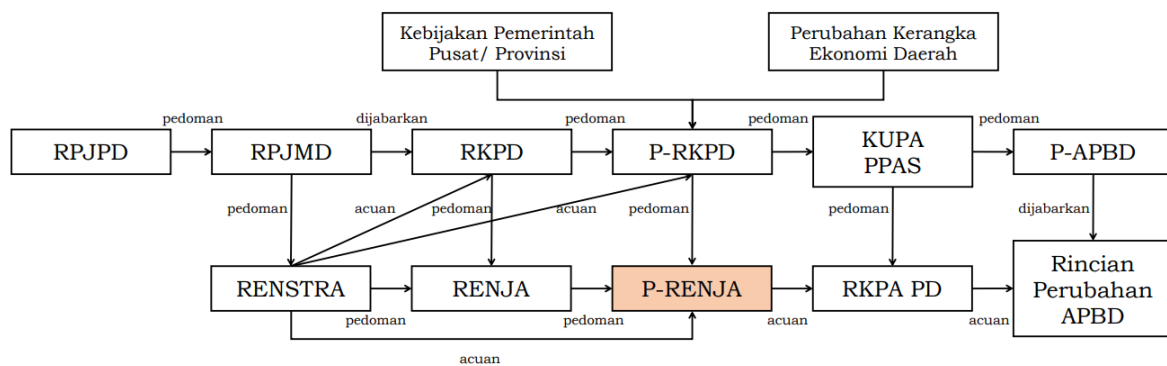 Kebijakan Pemerintah
Pusat/ Provinsi
Perubahan Kerangka
Ekonomi Daerah
pedoman
dijabarkan
pedoman
pedoman
pedoman
RPJPD
RPJMD
RKPD
P-RKPD
KUPA
PPAS
P-APBD
pedoman
acuan
pedoman
acuan
pedoman
pedoman
dijabarkan
RENSTRA
RENJA
P-RENJA
RKPA PD
Rincian
Perubahan
APBD
pedoman
pedoman
acuan
acuan
acuan